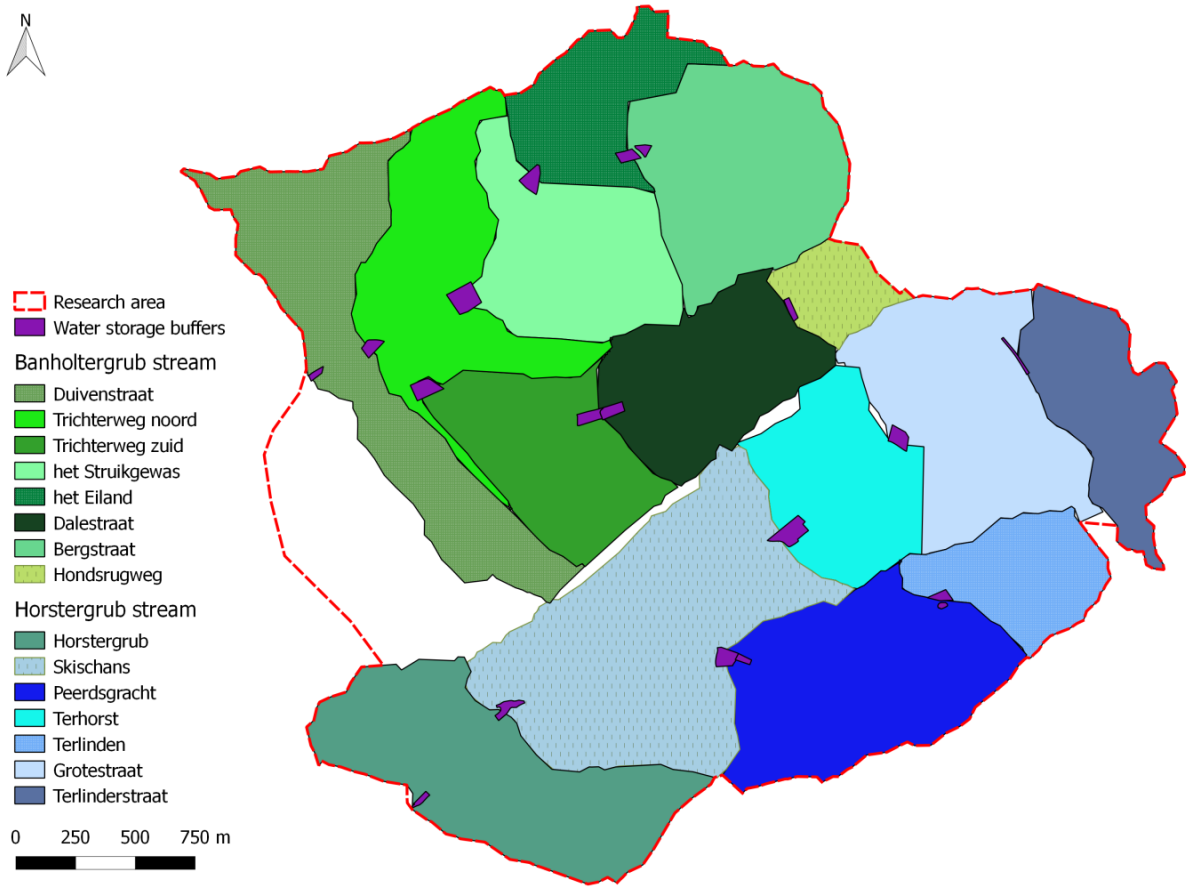 N
Research area
Water storage buffers
Banholtergrub stream
Duivenstraat
Trichterweg noord
Trichterweg zuid
het Struikgewas
het Eiland
Dalestraat
Bergstraat
Hondsrugweg
Horstergrub stream
Horstergrub
Skischans
Peerdsgracht
Terhorst
Terlinden
Grotestraat
Terlinderstraat
0 250 500 750 m